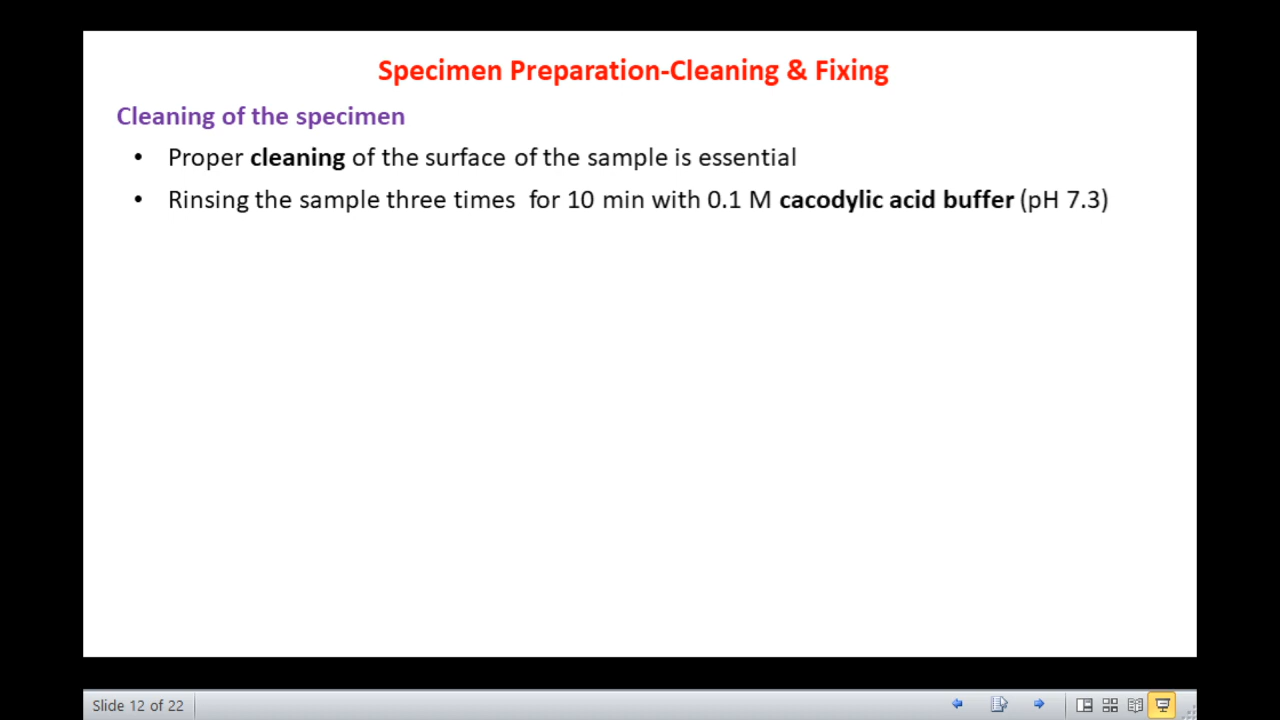 Specimen Preparation-Cleaning & Fixing
Cleaning of the specimen
• Proper cleaning of the surface of the sample is essential
• Rinsing the sample three times for 10 min with 0.1 M cacodylic acid buffer (pH 7.3)
Slide 12 of 22